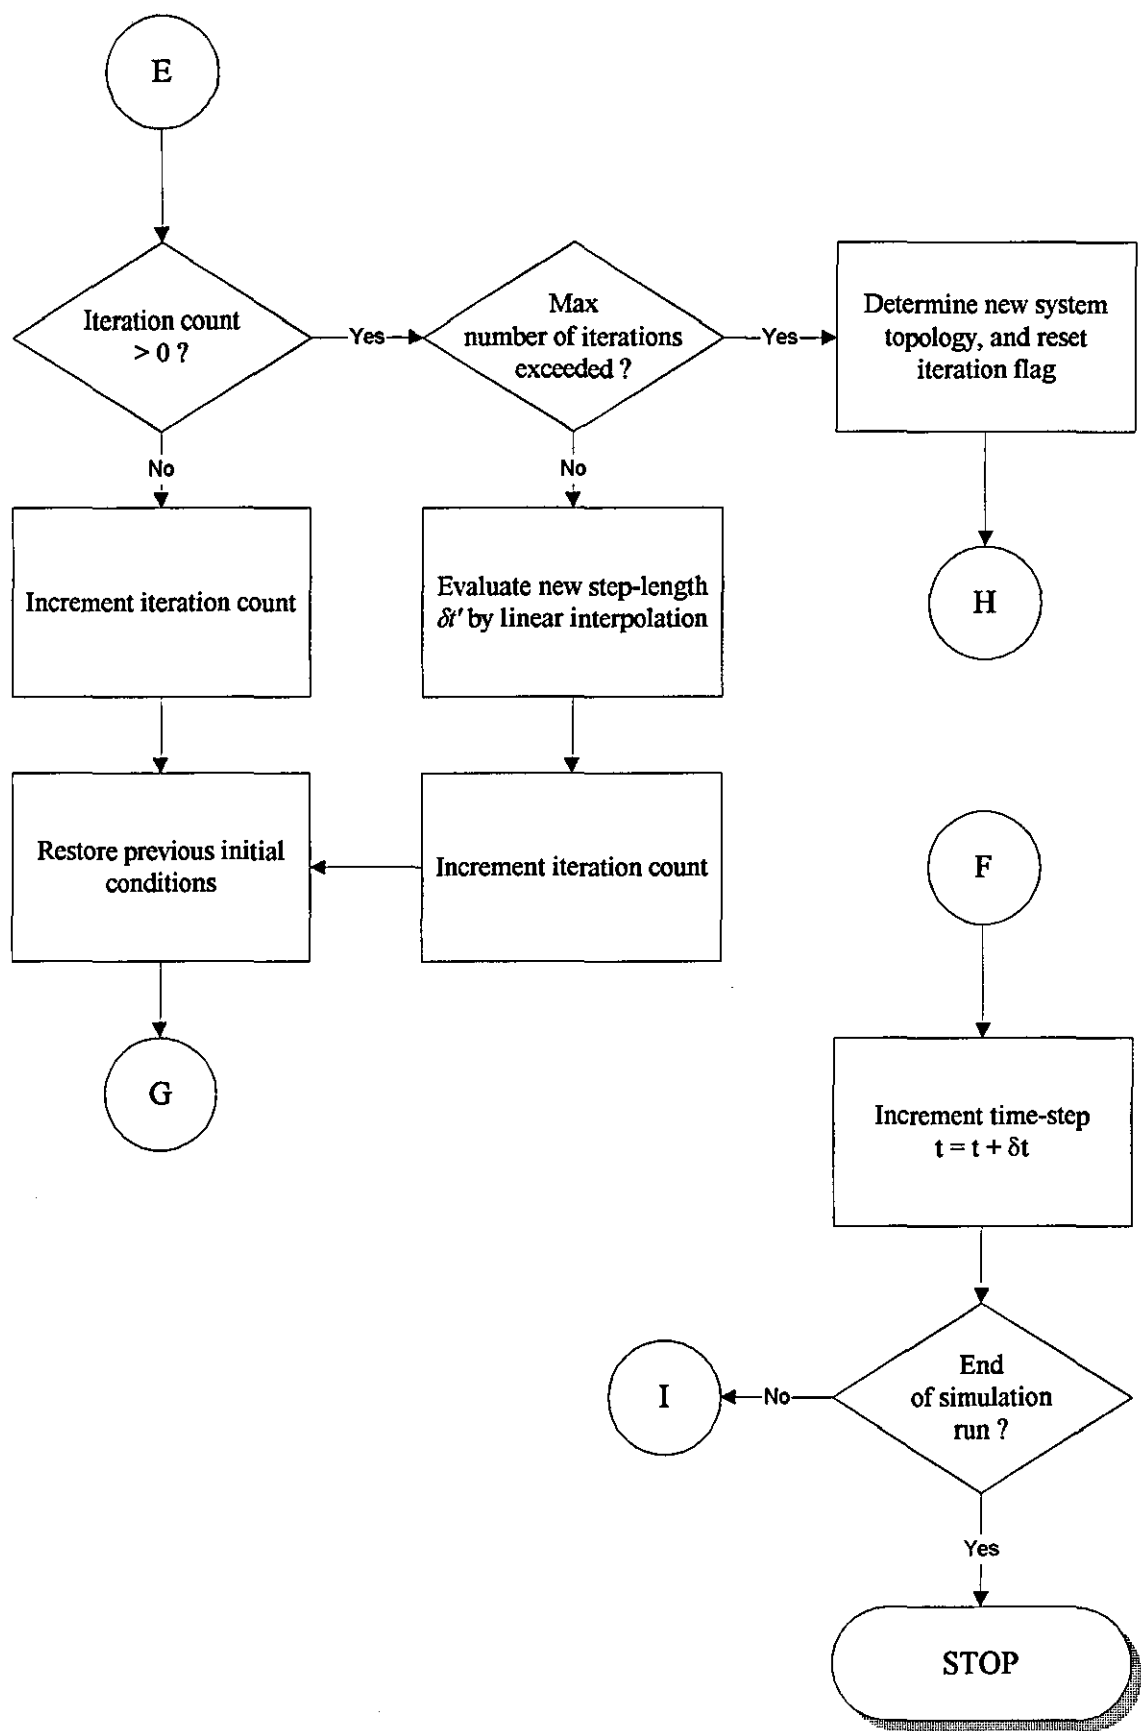 E
Iteration count
> 0 ?
Yes
Max
number of iterations
exceeded ?
Yes
Determine new system
topology, and reset
iteration flag
No
No
Increment iteration count
Evaluate new step-length
δt' by linear interpolation
H
Restore previous initial
conditions
Increment iteration count
F
G
Increment time-step
t = t + δt
I
No
End
of simulation
run ?
Yes
STOP